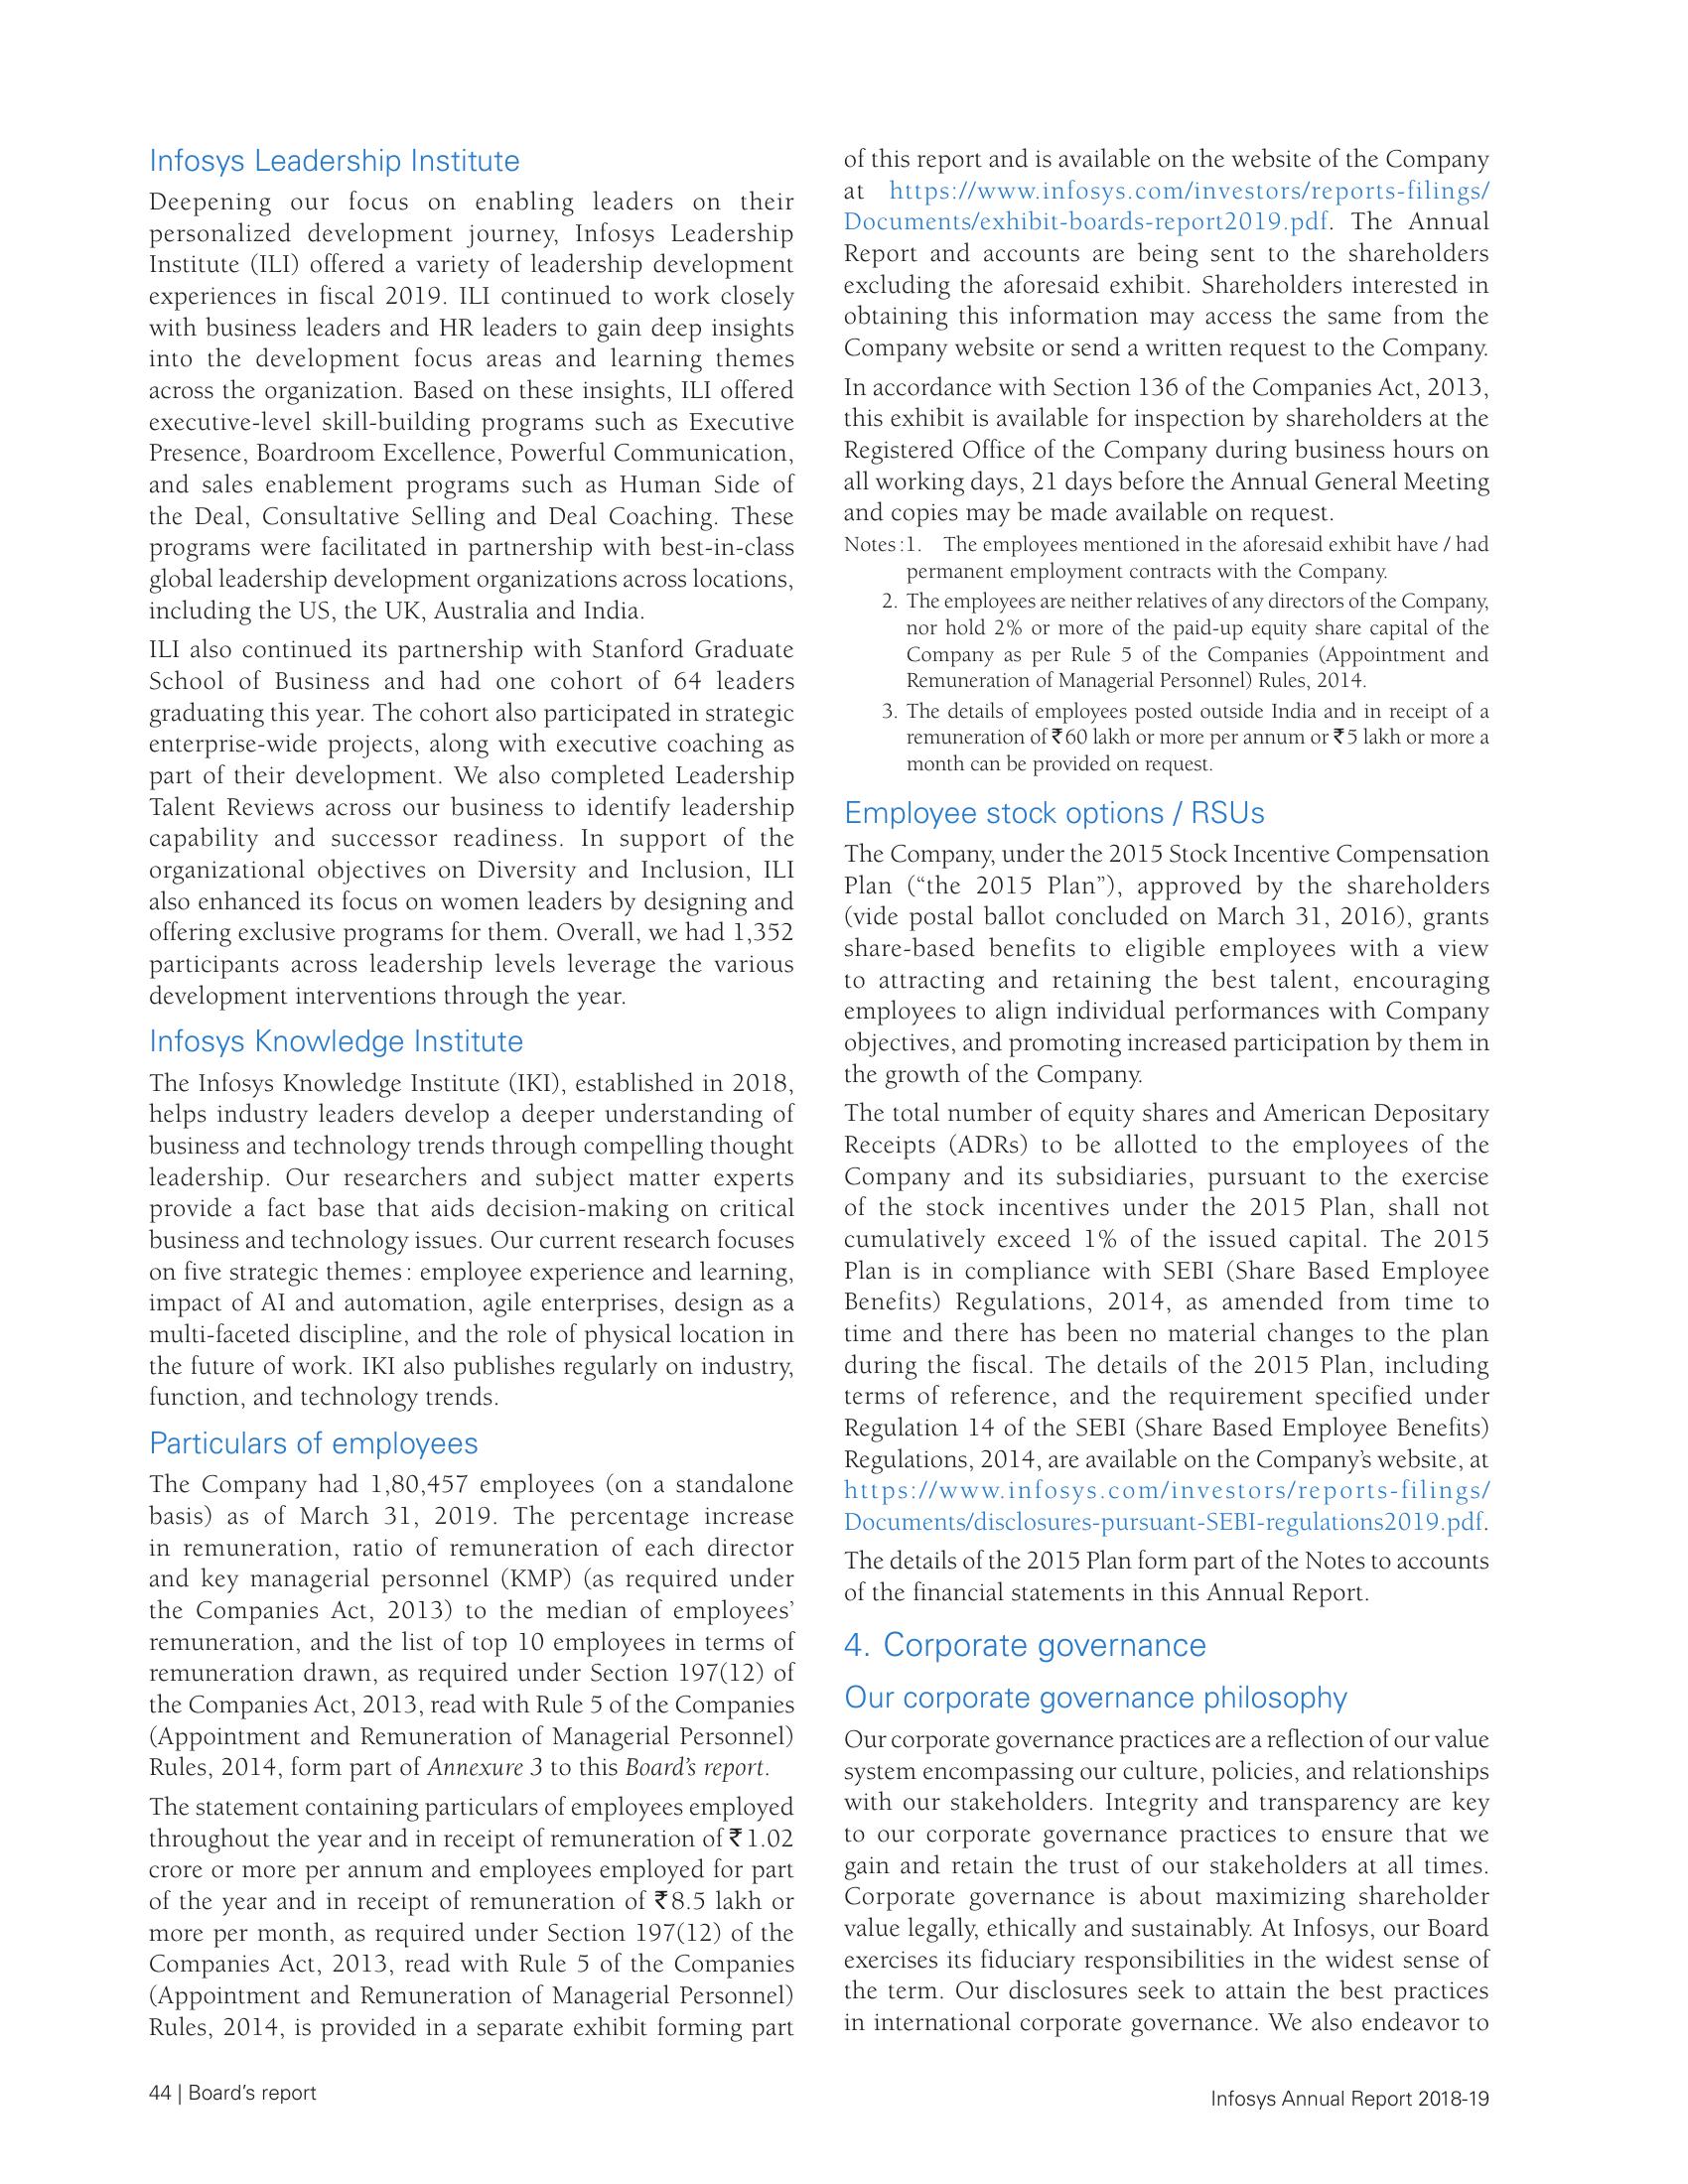 Infosys Leadership Institute
Deepening our focus on enabling leaders on their
personalized development journey, Infosys Leadership
Institute (ILI) offered a variety of leadership development
experiences in fiscal 2019. ILI continued to work closely
with business leaders and HR leaders to gain deep insights
into the development focus areas and learning themes
across the organization. Based on these insights, ILI offered
executive-level skill-building programs such as Executive
Presence, Boardroom Excellence, Powerful Communication,
and sales enablement programs such as Human Side of
the Deal, Consultative Selling and Deal Coaching. These
programs were facilitated in partnership with best-in-class
global leadership development organizations across locations,
including the US, the UK, Australia and India.
ILI also continued its partnership with Stanford Graduate
School of Business and had one cohort of 64 leaders
graduating this year. The cohort also participated in strategic
enterprise-wide projects, along with executive coaching as
part of their development. We also completed Leadership
Talent Reviews across our business to identify leadership
capability and successor readiness. In support of the
organizational objectives on Diversity and Inclusion, ILI
also enhanced its focus on women leaders by designing and
offering exclusive programs for them. Overall, we had 1,352
participants across leadership levels leverage the various
development interventions through the year.
Infosys Knowledge Institute
The Infosys Knowledge Institute (IKI), established in 2018,
helps industry leaders develop a deeper understanding of
business and technology trends through compelling thought
leadership. Our researchers and subject matter experts
provide a fact base that aids decision-making on critical
business and technology issues. Our current research focuses
on five strategic themes: employee experience and learning,
impact of AI and automation, agile enterprises, design as a
multi-faceted discipline, and the role of physical location in
the future of work. IKI also publishes regularly on industry,
function, and technology trends.
Particulars of employees
The Company had 1,80,457 employees (on a standalone
basis) as of March 31, 2019. The percentage increase
in remuneration, ratio of remuneration of each director
and key managerial personnel (KMP) (as required under
the Companies Act, 2013) to the median of employees’
remuneration, and the list of top 10 employees in terms of
remuneration drawn, as required under Section 197(12) of
the Companies Act, 2013, read with Rule 5 of the Companies
(Appointment and Remuneration of Managerial Personnel)
Rules, 2014, form part of Annexure 3 to this Board’s report.
The statement containing particulars of employees employed
throughout the year and in receipt of remuneration of ₹1.02
crore or more per annum and employees employed for part
of the year and in receipt of remuneration of ₹8.5 lakh or
more per month, as required under Section 197(12) of the
Companies Act, 2013, read with Rule 5 of the Companies
(Appointment and Remuneration of Managerial Personnel)
Rules, 2014, is provided in a separate exhibit forming part
of this report and is available on the website of the Company
at https://www.infosys.com/investors/reports-filings/
Documents/exhibit-boards-report2019.pdf. The Annual
Report and accounts are being sent to the shareholders
excluding the aforesaid exhibit. Shareholders interested in
obtaining this information may access the same from the
Company website or send a written request to the Company.
In accordance with Section 136 of the Companies Act, 2013,
this exhibit is available for inspection by shareholders at the
Registered Office of the Company during business hours on
all working days, 21 days before the Annual General Meeting
and copies may be made available on request.
Notes:1. The employees mentioned in the aforesaid exhibit have / had
permanent employment contracts with the Company.
2. The employees are neither relatives of any directors of the Company,
nor hold 2% or more of the paid-up equity share capital of the
Company as per Rule 5 of the Companies (Appointment and
Remuneration of Managerial Personnel) Rules, 2014.
3. The details of employees posted outside India and in receipt of a
remuneration of ₹60 lakh or more per annum or ₹5 lakh or more a
month can be provided on request.
Employee stock options / RSUs
The Company, under the 2015 Stock Incentive Compensation
Plan (“the 2015 Plan”), approved by the shareholders
(vide postal ballot concluded on March 31, 2016), grants
share-based benefits to eligible employees with a view
to attracting and retaining the best talent, encouraging
employees to align individual performances with Company
objectives, and promoting increased participation by them in
the growth of the Company.
The total number of equity shares and American Depositary
Receipts (ADRs) to be allotted to the employees of the
Company and its subsidiaries, pursuant to the exercise
of the stock incentives under the 2015 Plan, shall not
cumulatively exceed 1% of the issued capital. The 2015
Plan is in compliance with SEBI (Share Based Employee
Benefits) Regulations, 2014, as amended from time to
time and there has been no material changes to the plan
during the fiscal. The details of the 2015 Plan, including
terms of reference, and the requirement specified under
Regulation 14 of the SEBI (Share Based Employee Benefits)
Regulations, 2014, are available on the Company’s website, at
https://www.infosys.com/investors/reports-filings/
Documents/disclosures-pursuant-SEBI-regulations2019.pdf.
The details of the 2015 Plan form part of the Notes to accounts
of the financial statements in this Annual Report.
4. Corporate governance
Our corporate governance philosophy
Our corporate governance practices are a reflection of our value
system encompassing our culture, policies, and relationships
with our stakeholders. Integrity and transparency are key
to our corporate governance practices to ensure that we
gain and retain the trust of our stakeholders at all times.
Corporate governance is about maximizing shareholder
value legally, ethically and sustainably. At Infosys, our Board
exercises its fiduciary responsibilities in the widest sense of
the term. Our disclosures seek to attain the best practices
in international corporate governance. We also endeavor to
44 | Board’s report
Infosys Annual Report 2018-19